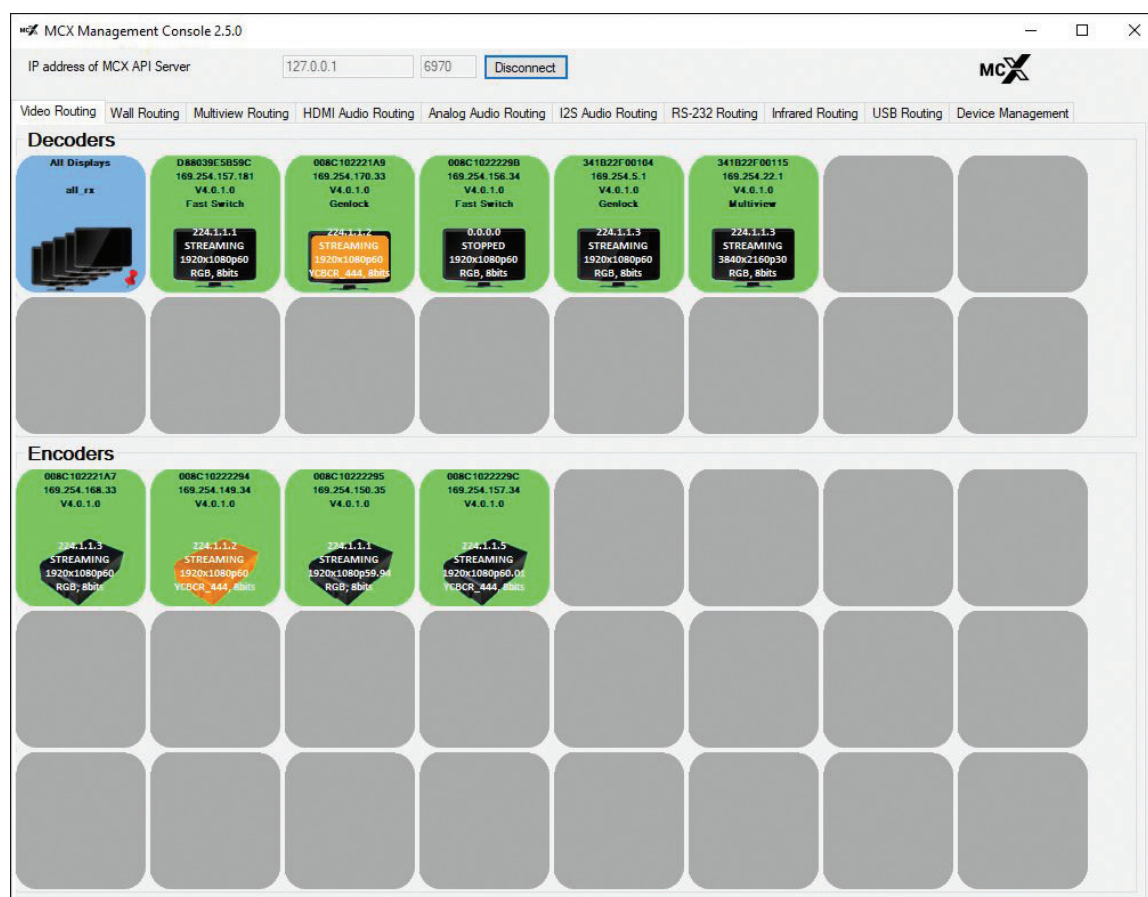 MCX MCX Management Console 2.5.0
IP address of MCX API Server 127.0.0.1 6970 Disconnect MCX
Video Routing Wall Routing Multiview Routing HDMI Audio Routing Analog Audio Routing I2S Audio Routing RS-232 Routing Infrared Routing USB Routing Device Management
Decoders
All Displays
all_rx
D88039E5B59C
169.254.157.181
V4.0.1.0
Fast Switch
224.1.1.1
STREAMING
1920x1080p60
RGB, 8bits
008C102221A9
169.254.170.33
V4.0.1.0
Genlock
224.1.1.2
STREAMING
1920x1080p60
YCBCR_444, 8bits
008C1022229B
169.254.156.34
V4.0.1.0
Fast Switch
0.0.0.0
STOPPED
1920x1080p60
RGB, 8bits
341B22F00104
169.254.5.1
V4.0.1.0
Genlock
224.1.1.3
STREAMING
1920x1080p60
RGB, 8bits
341B22F00115
169.254.22.1
V4.0.1.0
Multiview
224.1.1.3
STREAMING
3840x2160p30
RGB, 8bits
Encoders
008C102221A7
169.254.168.33
V4.0.1.0
224.1.1.3
STREAMING
1920x1080p60
RGB, 8bits
008C10222294
169.254.149.34
V4.0.1.0
224.1.1.2
STREAMING
1920x1080p60
YCBCR_444, 8bits
008C10222295
169.254.150.35
V4.0.1.0
224.1.1.1
STREAMING
1920x1080p59.94
RGB, 8bits
008C1022229C
169.254.157.34
V4.0.1.0
224.1.1.5
STREAMING
1920x1080p60.01
YCBCR_444, 8bits